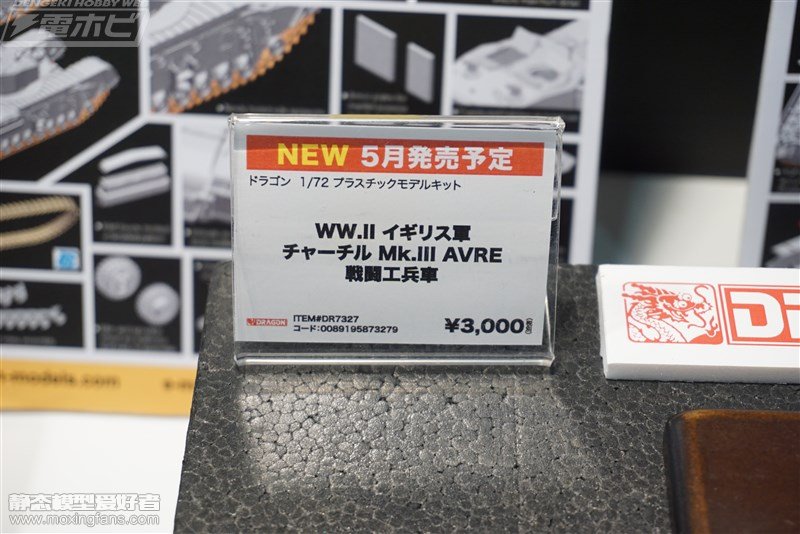 DENGEKI HOBBY WEB
電ホビ
NEW 5月発売予定
ドラゴン 1/72 プラスチックモデルキット
WW.II イギリス軍
チャーチル Mk.III AVRE
戦闘工兵車
DRAGON
ITEM#DR7327
コード:0089195873279
¥3,000(税抜)
静态模型爱好者
www.moxingfans.com